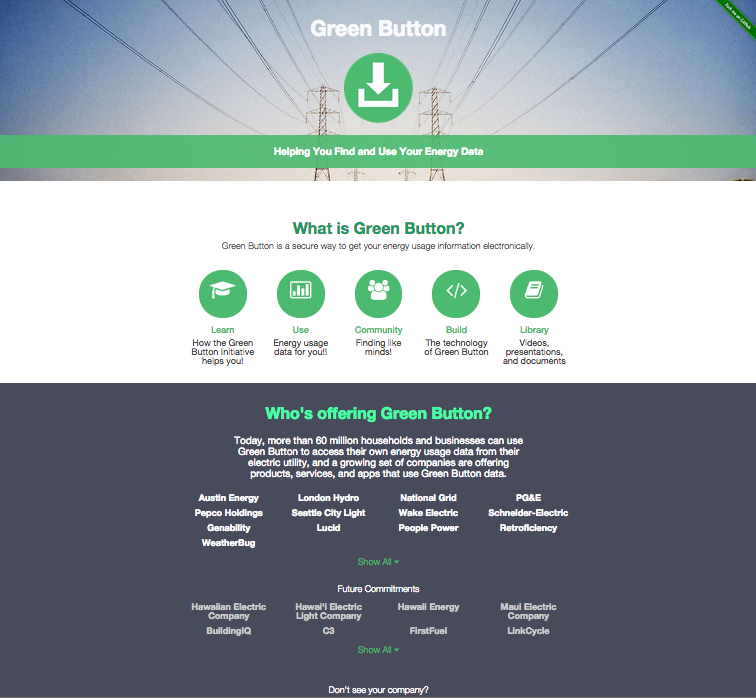 Green Button
Fork me on GitHub
Helping You Find and Use Your Energy Data
What is Green Button?
Green Button is a secure way to get your energy usage information electronically.
Learn
How the Green
Button Initiative
helps you!
Use
Energy usage
data for you!!
Community
Finding like
minds!
Build
The technology
of Green Button
Library
Videos,
presentations,
and documents
Who's offering Green Button?
Today, more than 60 million households and businesses can use
Green Button to access their own energy usage data from their
electric utility, and a growing set of companies are offering
products, services, and apps that use Green Button data.
Austin Energy London Hydro National Grid PG&E
Pepco Holdings Seattle City Light Wake Electric Schneider-Electric
Genability Lucid People Power Retroficiency
WeatherBug
Show All
Future Commitments
Hawaiian Electric
Company
Hawai'i Electric
Light Company
Hawaii Energy
Maui Electric
Company
BuildingIQ C3 FirstFuel LinkCycle
Show All
Don't see your company?